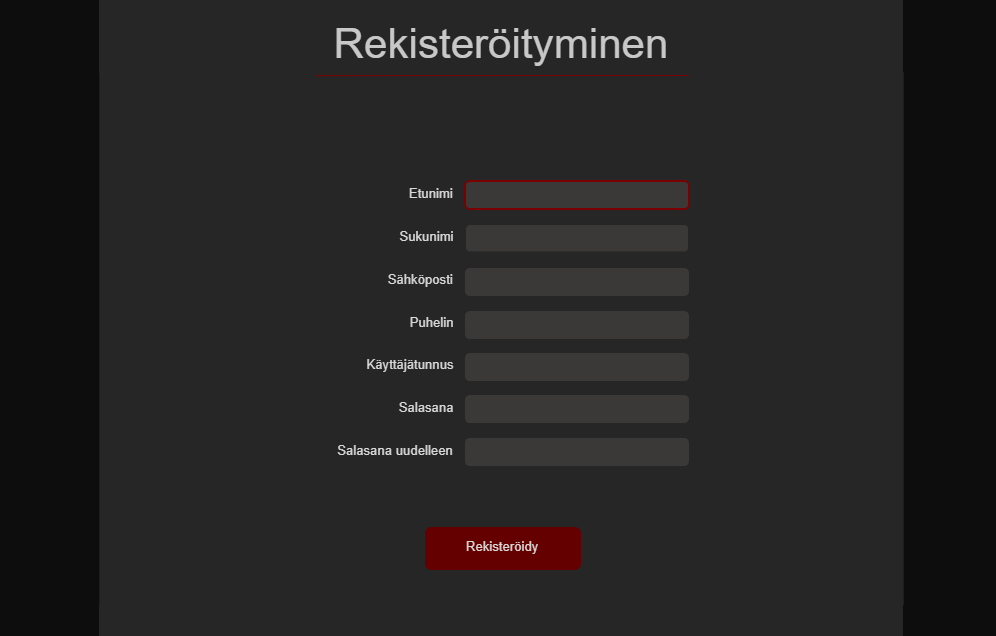 Rekisteröityminen
Etunimi
Sukunimi
Sähköposti
Puhelin
Käyttäjätunnus
Salasana
Salasana uudelleen
Rekisteröidy